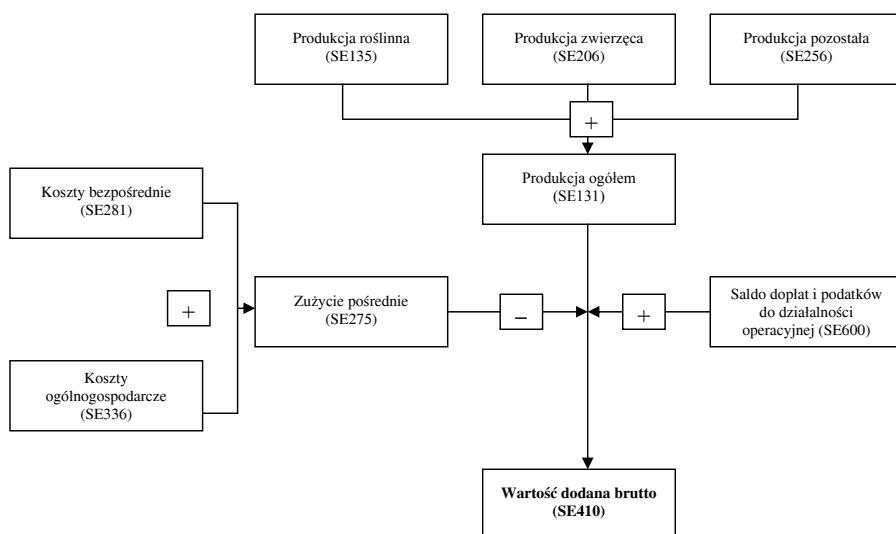 Produkcja roślinna
(SE135)
Produkcja zwierzęca
(SE206)
Produkcja pozostała
(SE256)
+
Produkcja ogółem
(SE131)
Koszty bezpośrednie
(SE281)
+
Zużycie pośrednie
(SE275)
–
+
Saldo dopłat i podatków
do działalności
operacyjnej (SE600)
Koszty
ogólnogospodarcze
(SE336)
Wartość dodana brutto
(SE410)